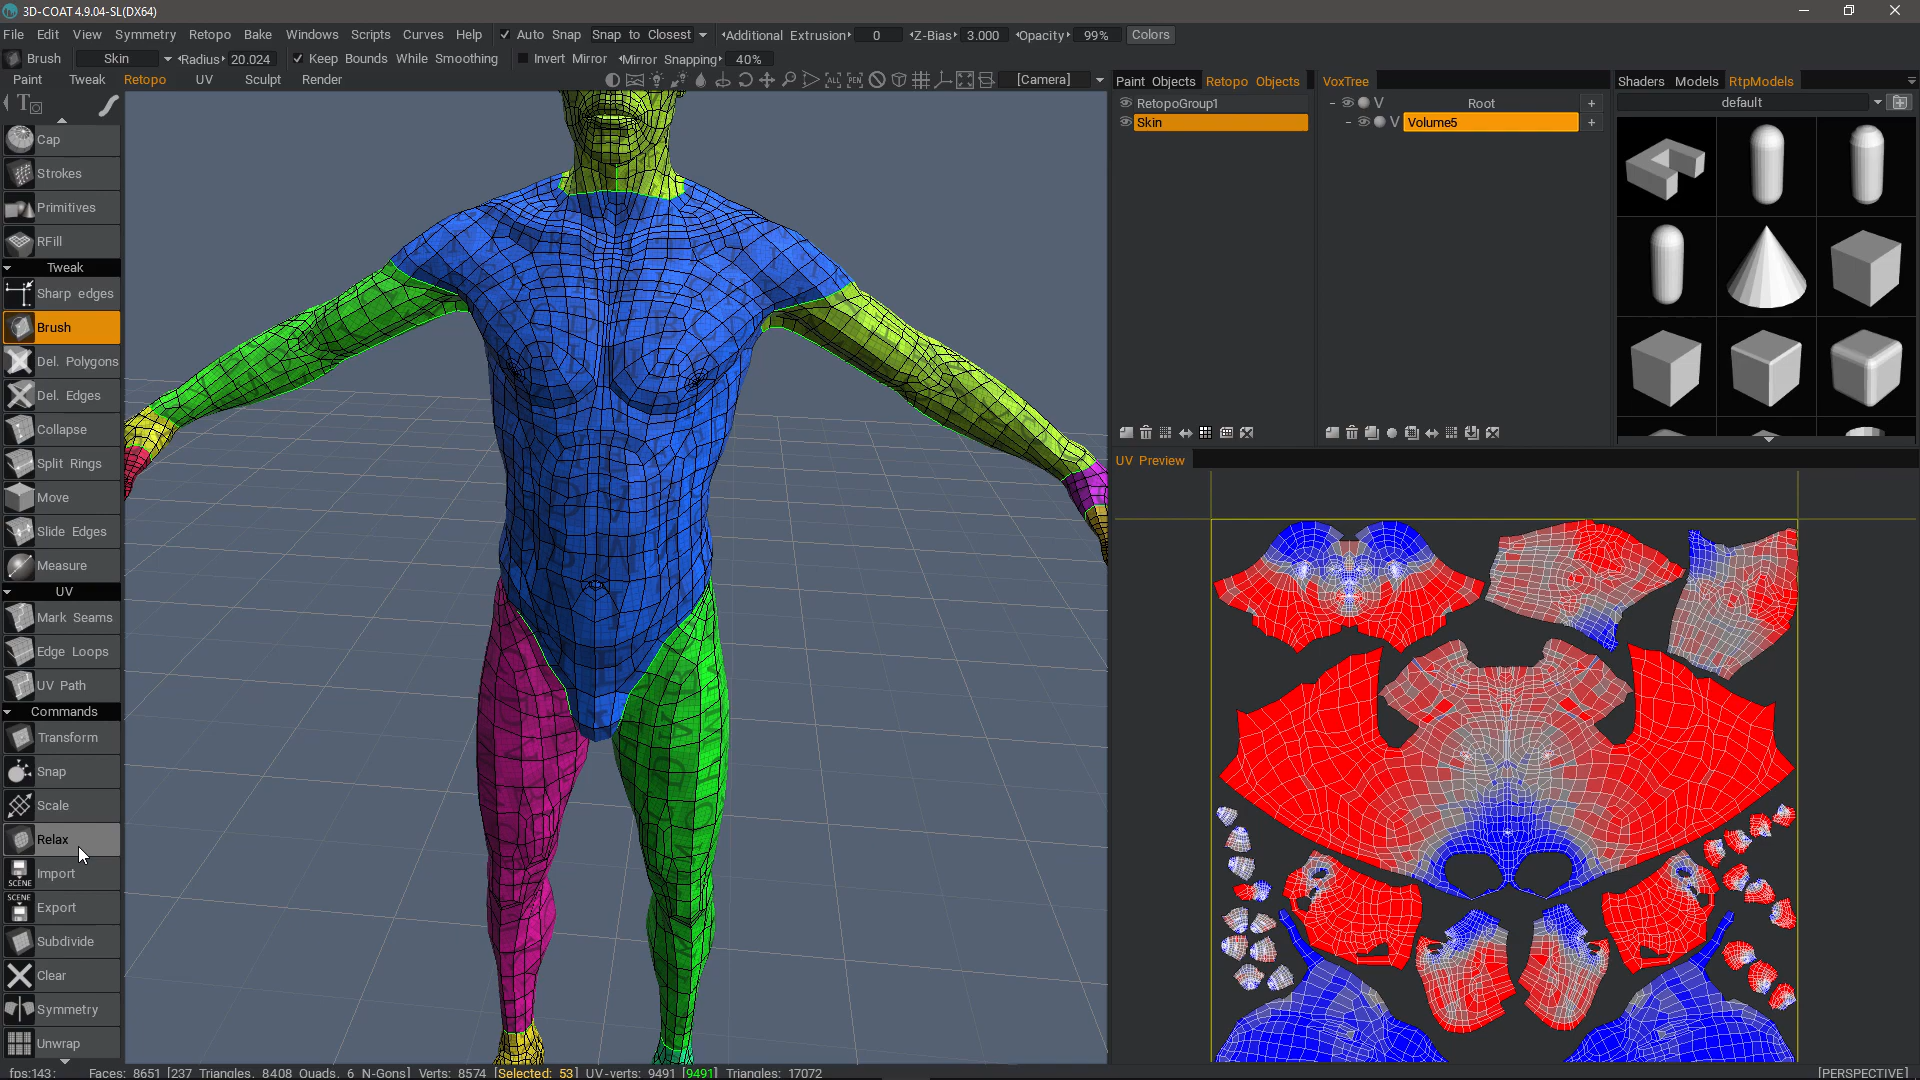 3D-COAT 4.9.04-SL(DX64)
File Edit View Symmetry Retopo Bake Windows Scripts Curves Help Auto Snap Snap to Closest Additional Extrusion 0 Z-Bias 3.000 Opacity 99% Colors
Brush Skin Radius 20.024 Keep Bounds While Smoothing Invert Mirror Mirror Snapping 40%
Paint Tweak Retopo UV Sculpt Render [Camera]
Paint Objects Retopo Objects
RetopoGroup1
Skin
VoxTree
V Root +
V Volume5 +
Shaders Models RtpModels
default
Cap
Strokes
Primitives
RFill
Tweak
Sharp edges
Brush
Del. Polygons
Del. Edges
Collapse
Split Rings
Move
Slide Edges
Measure
UV
Mark Seams
Edge Loops
UV Path
Commands
Transform
Snap
Scale
Relax
SCENE Import
SCENE Export
Subdivide
Clear
Symmetry
Unwrap
UV Preview
fps:143; Faces: 8651 [237 Triangles, 8408 Quads, 6 N-Gons] Verts: 8574 [Selected: 53] UV-verts: 9491 [9491] Triangles: 17072 [PERSPECTIVE]